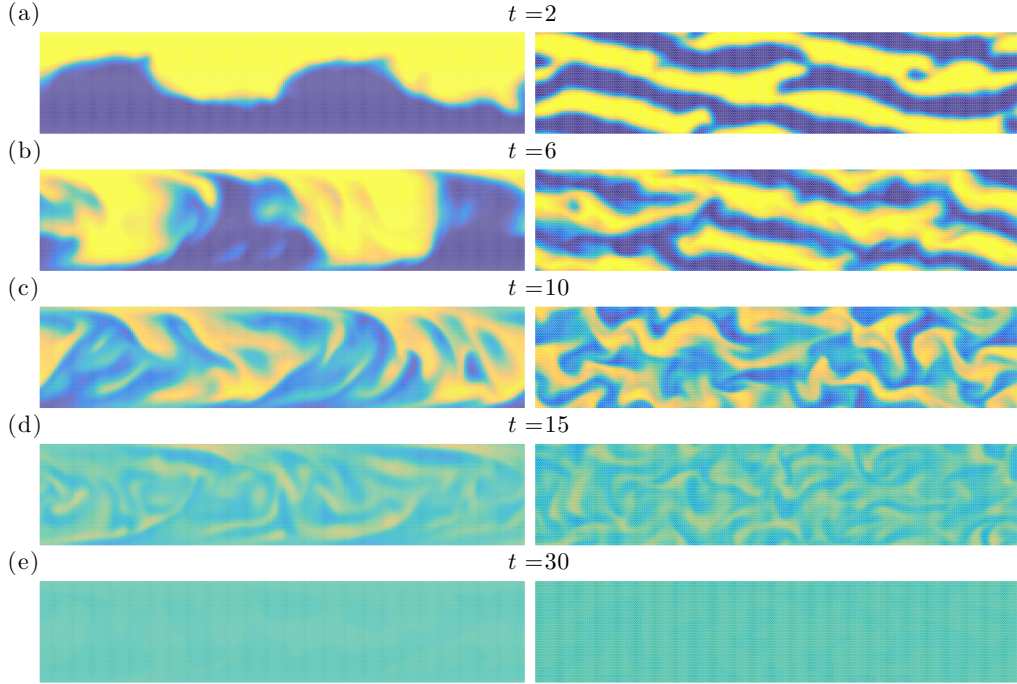 (a) t =2
(b) t =6
(c) t =10
(d) t =15
(e) t =30